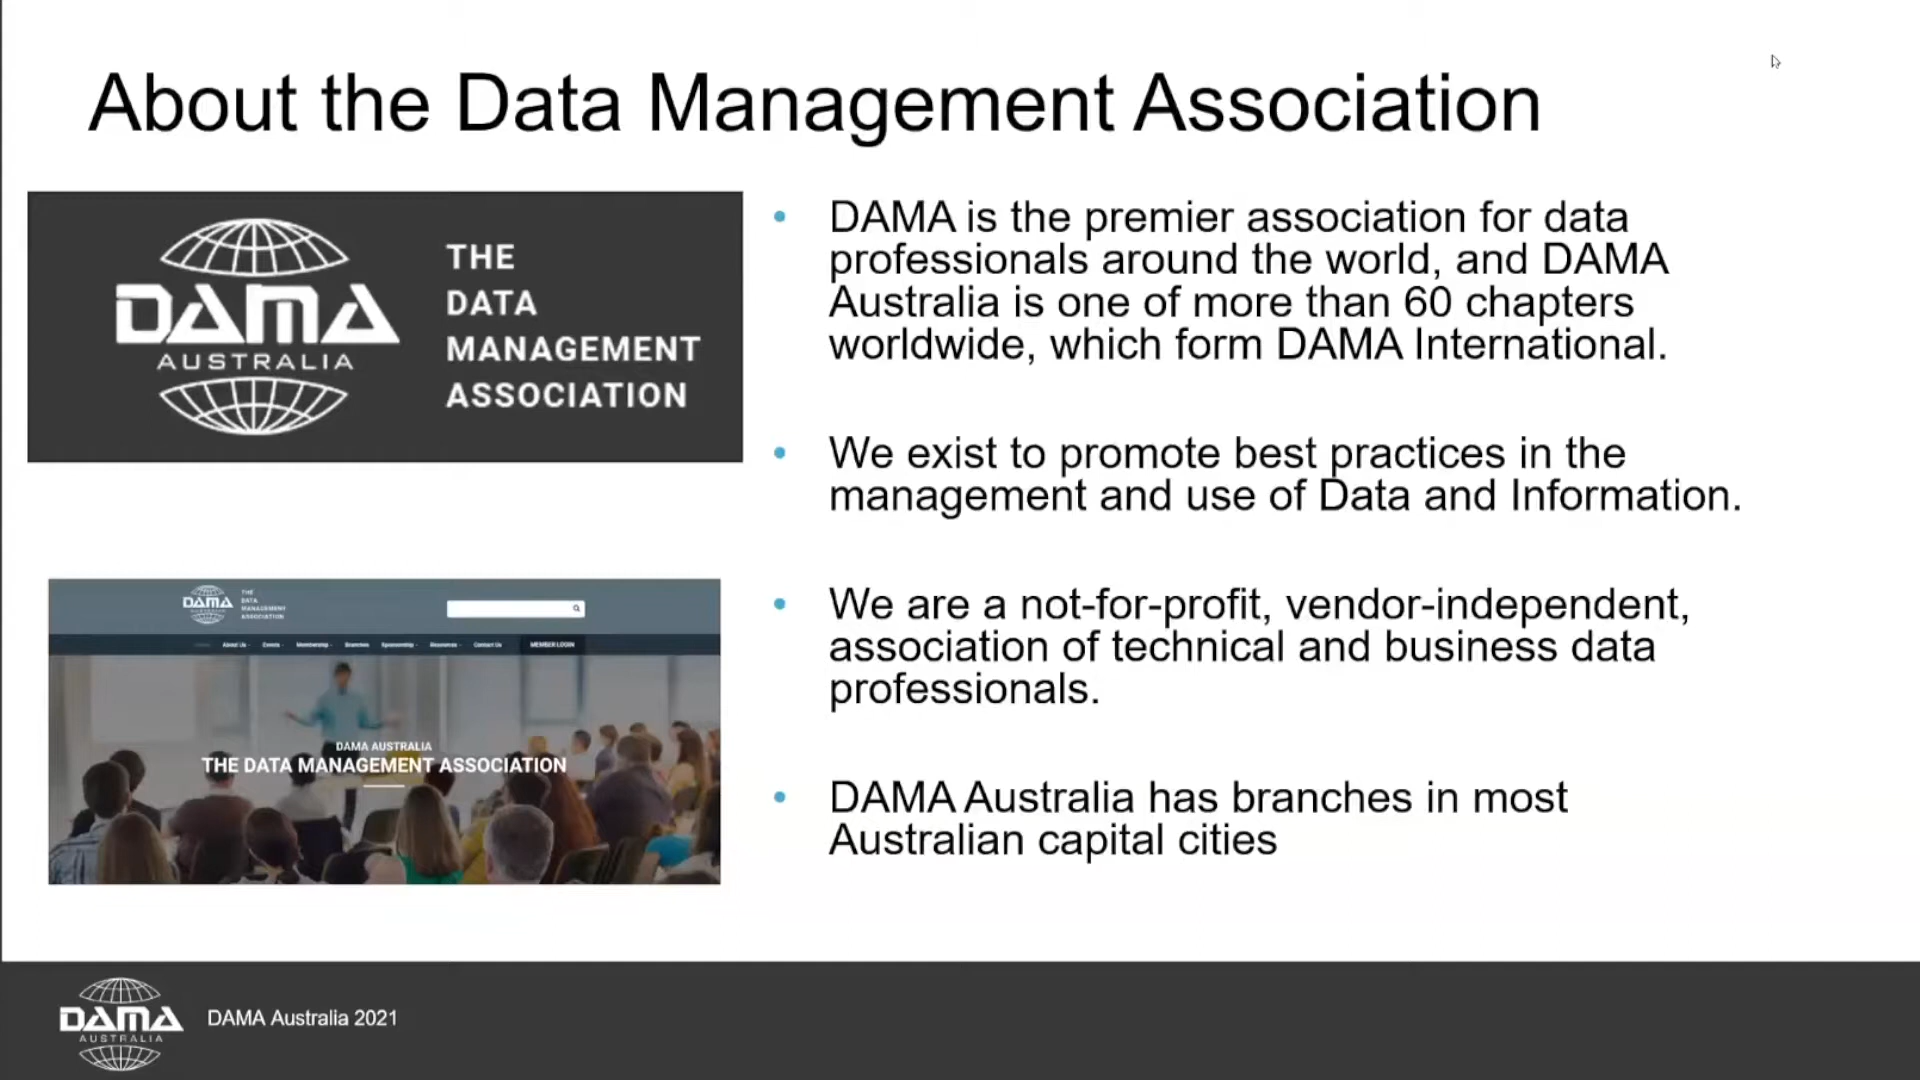 About the Data Management Association
DAMA
AUSTRALIA
THE
DATA
MANAGEMENT
ASSOCIATION
• DAMA is the premier association for data
professionals around the world, and DAMA
Australia is one of more than 60 chapters
worldwide, which form DAMA International.
• We exist to promote best practices in the
management and use of Data and Information.
• We are a not-for-profit, vendor-independent,
association of technical and business data
professionals.
• DAMA Australia has branches in most
Australian capital cities
DAMA
THE
DATA
MANAGEMENT
ASSOCIATION
About Us Events Membership Branches Sponsorship Resources Contact Us MEMBER LOGIN
DAMA AUSTRALIA
THE DATA MANAGEMENT ASSOCIATION
DAMA
AUSTRALIA
DAMA Australia 2021